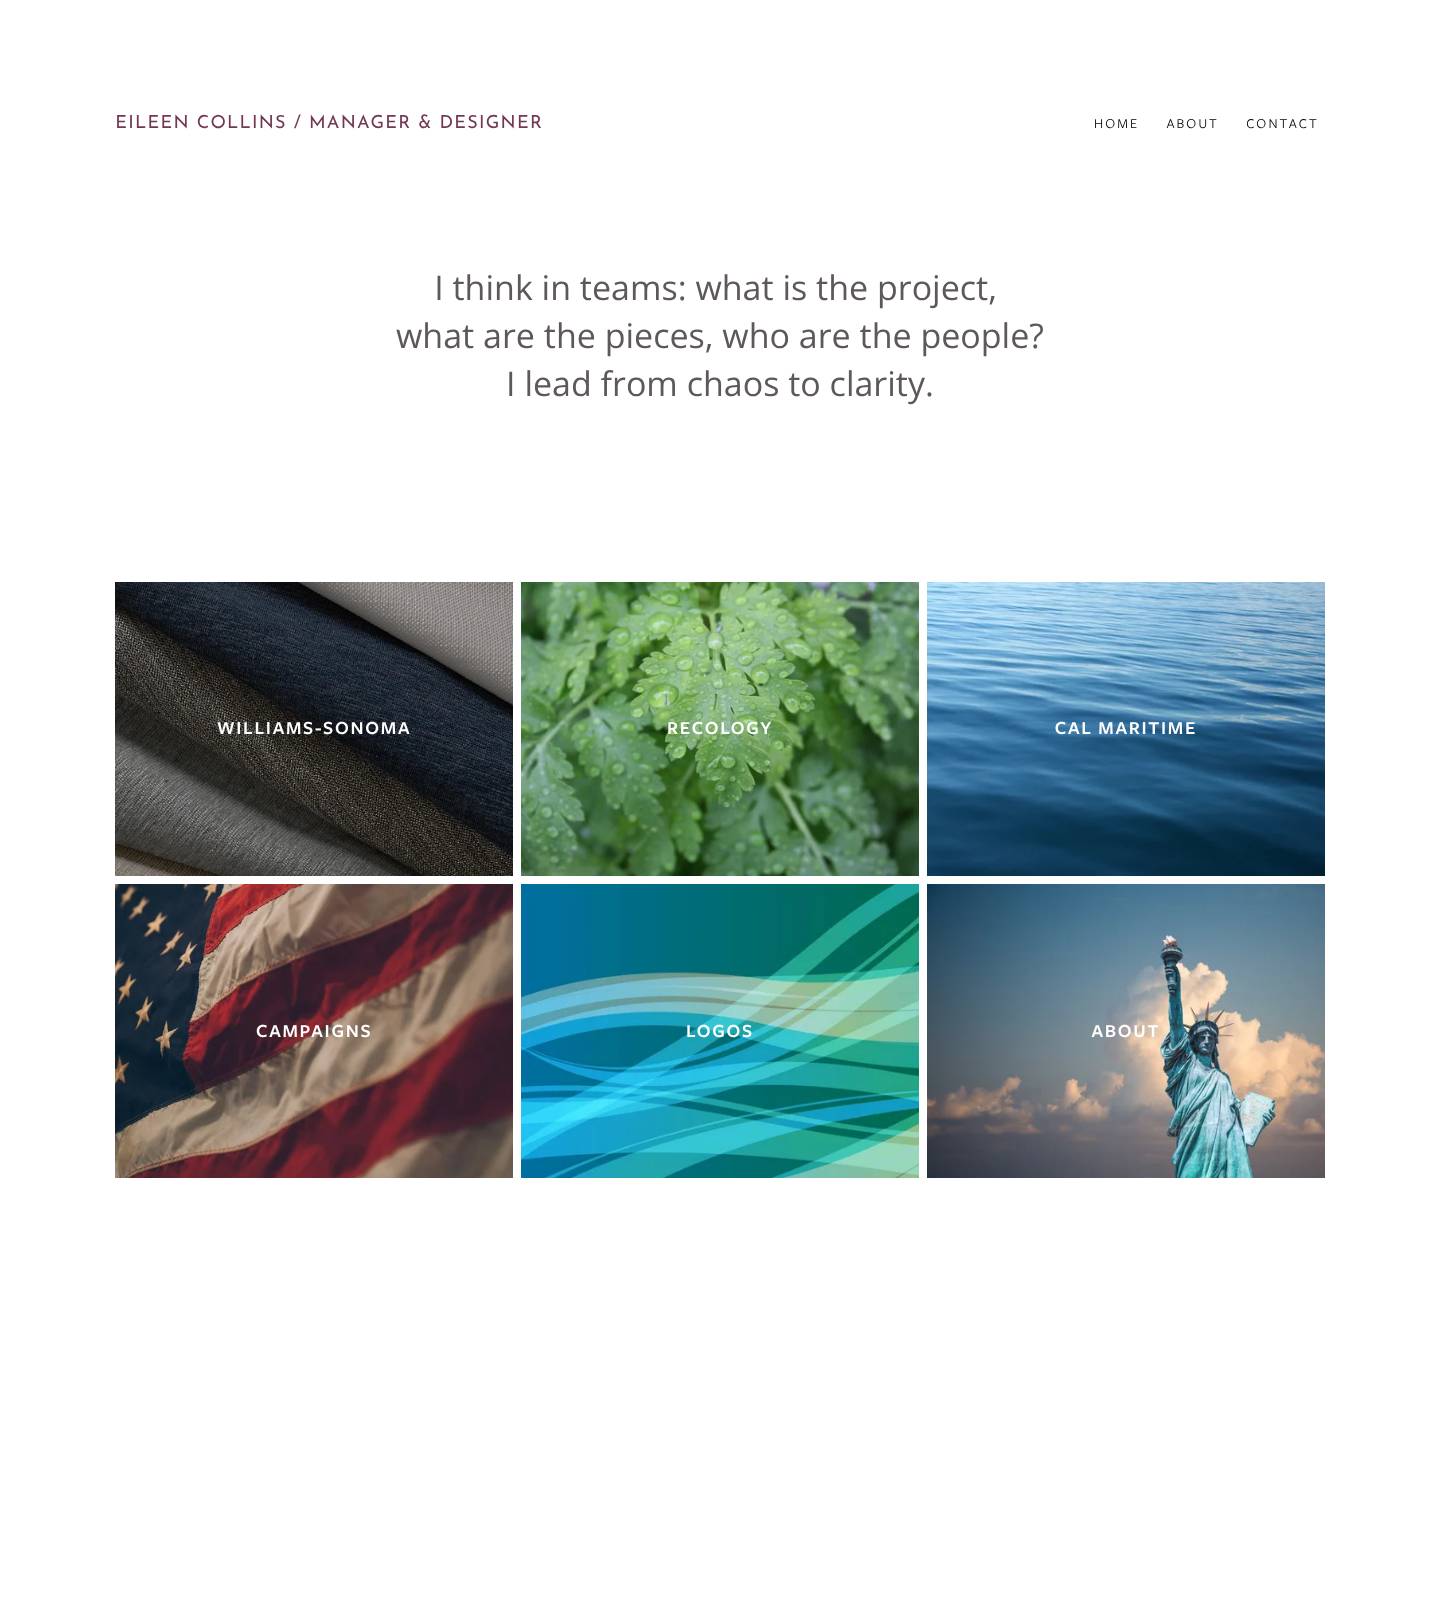 EILEEN COLLINS / MANAGER & DESIGNER
HOME ABOUT CONTACT
I think in teams: what is the project,
what are the pieces, who are the people?
I lead from chaos to clarity.
WILLIAMS-SONOMA
RECOLOGY
CAL MARITIME
CAMPAIGNS
LOGOS
ABOUT